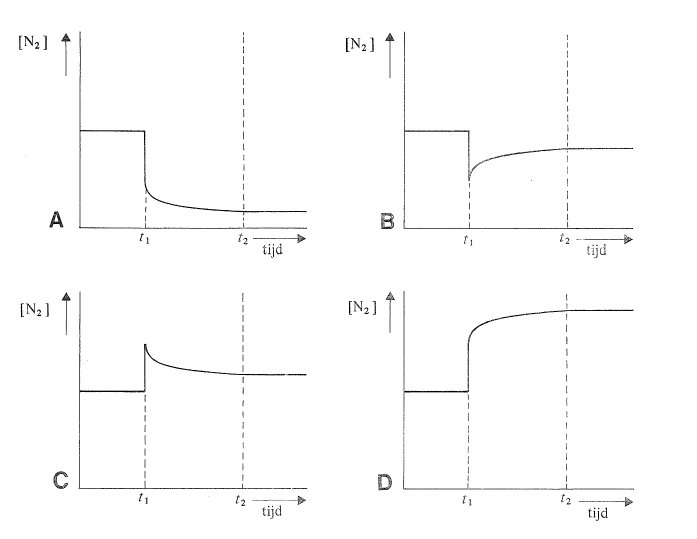 [N₂]
A
t₁
t₂
tijd
[N₂]
B
t₁
t₂
tijd
[N₂]
C
t₁
t₂
tijd
[N₂]
D
t₁
t₂
tijd